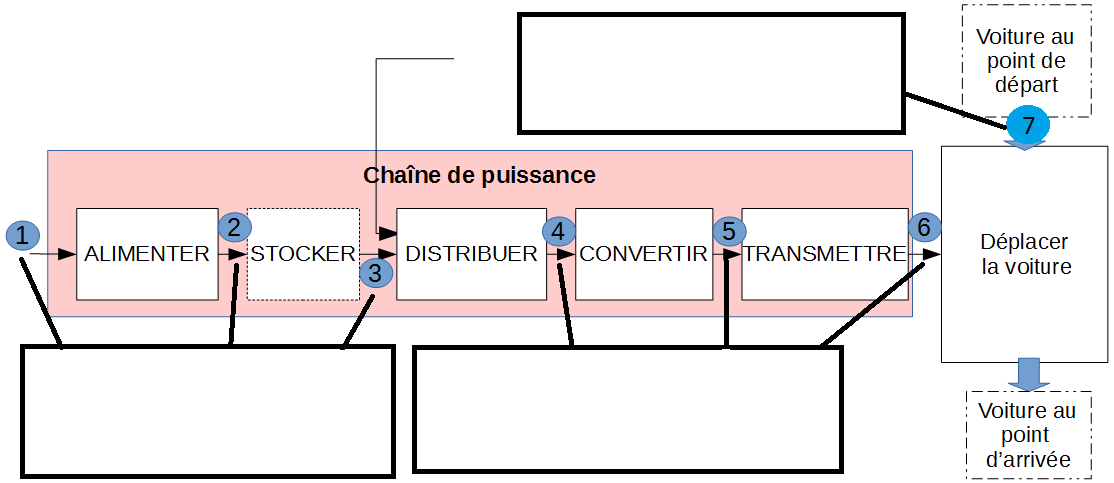 Voiture au
point de
départ
7
Chaîne de puissance
1
ALIMENTER
2
STOCKER
3
DISTRIBUER
4
CONVERTIR
5
TRANSMETTRE
6
Déplacer
la voiture
Voiture au
point
d'arrivée